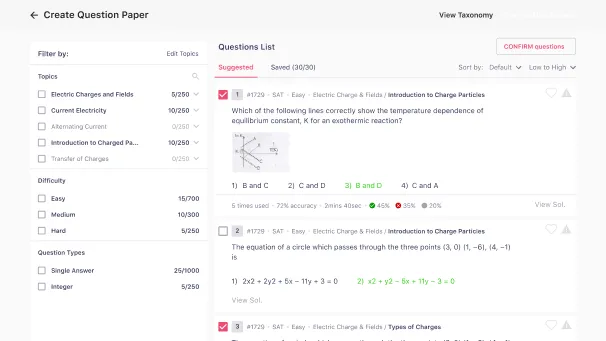 Create Question Paper
View Taxonomy
Filter by:
Edit Topics
Topics
Electric Charges and Fields 5/250
Current Electricity 10/250
Alternating Current 0/250
Introduction to Charged Pa... 10/250
Transfer of Charges 0/250
Difficulty
Easy 15/700
Medium 10/300
Hard 5/250
Question Types
Single Answer 25/1000
Integer 5/250
Questions List
CONFIRM questions
Suggested Saved (30/30)
Sort by: Default Low to High
1 #1729 · SAT · Easy · Electric Charge & Fields / Introduction to Charge Particles
Which of the following lines correctly show the temperature dependence of
equilibrium constant, K for an exothermic reaction?
1) B and C 2) C and D 3) B and D 4) C and A
5 times used · 72% accuracy · 2mins 40sec · 45% 35% 20%
View Sol.
2 #1729 · SAT · Easy · Electric Charge & Fields / Introduction to Charge Particles
The equation of a circle which passes through the three points (3, 0) (1, −6), (4, −1)
is
1) 2x2 + 2y2 + 5x − 11y + 3 = 0 2) x2 + y2 − 5x + 11y − 3 = 0
View Sol.
3 #1729 · SAT · Easy · Electric Charge & Fields / Types of Charges